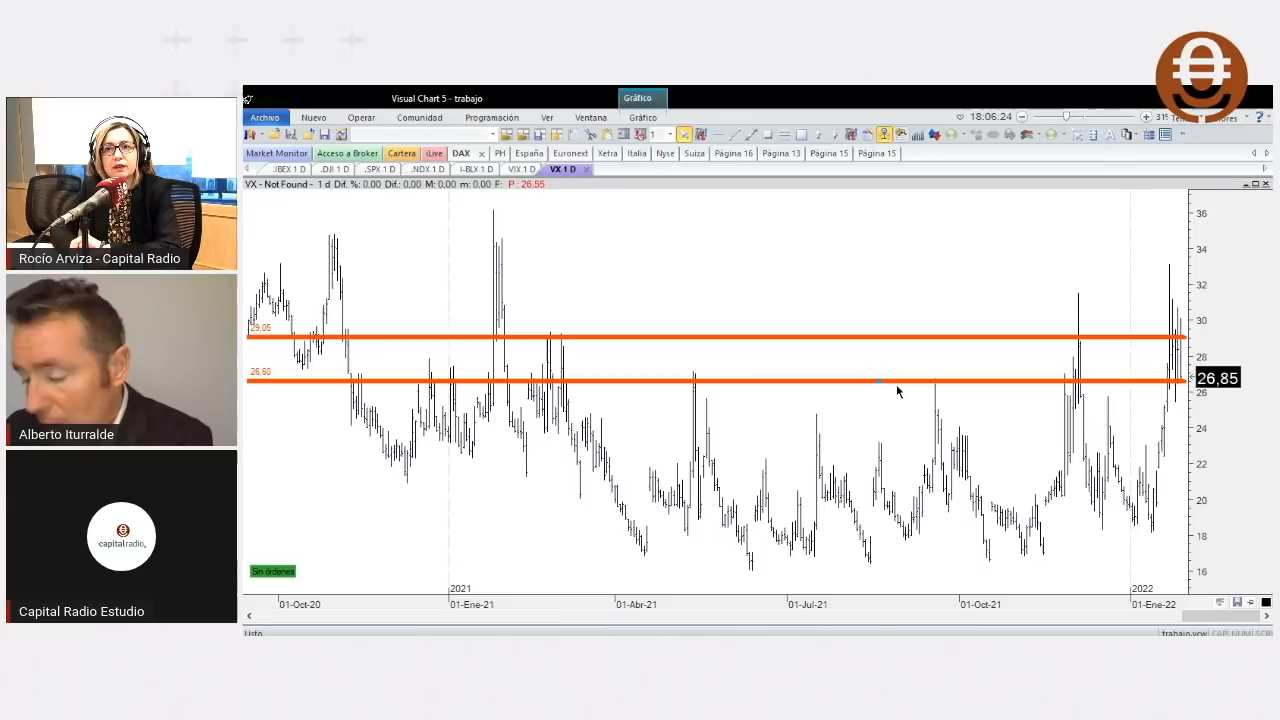 Visual Chart 5 - trabajo
Gráfico
Archivo Nuevo Operar Comunidad Programación Ver Ventana Gráfico
18:06:24
Market Monitor Acceso a Broker Cartera iLive DAX PH España Euronext Xetra Italia Nyse Suiza Página 16 Página 13 Página 15 Página 15
.IBEX 1 D .DJI 1 D .SPX 1 D .NDX 1 D I-BLX 1 D VIX 1 D VX 1 D
VX - Not Found - 1 d Dif. %: 0.00 Dif.: 0.00 M: 0.00 m: 0.00 F: P : 26.55
36
34
32
30
28
26
24
22
20
18
16
29,05
26,60
26,85
Sin órdenes
2021 2022
01-Oct-20 01-Ene-21 01-Abr-21 01-Jul-21 01-Oct-21 01-Ene-22
Listo
trabajo.vcw CAP NUM SCR
Rocío Arviza - Capital Radio
Alberto Iturralde
capitalradio
Capital Radio Estudio